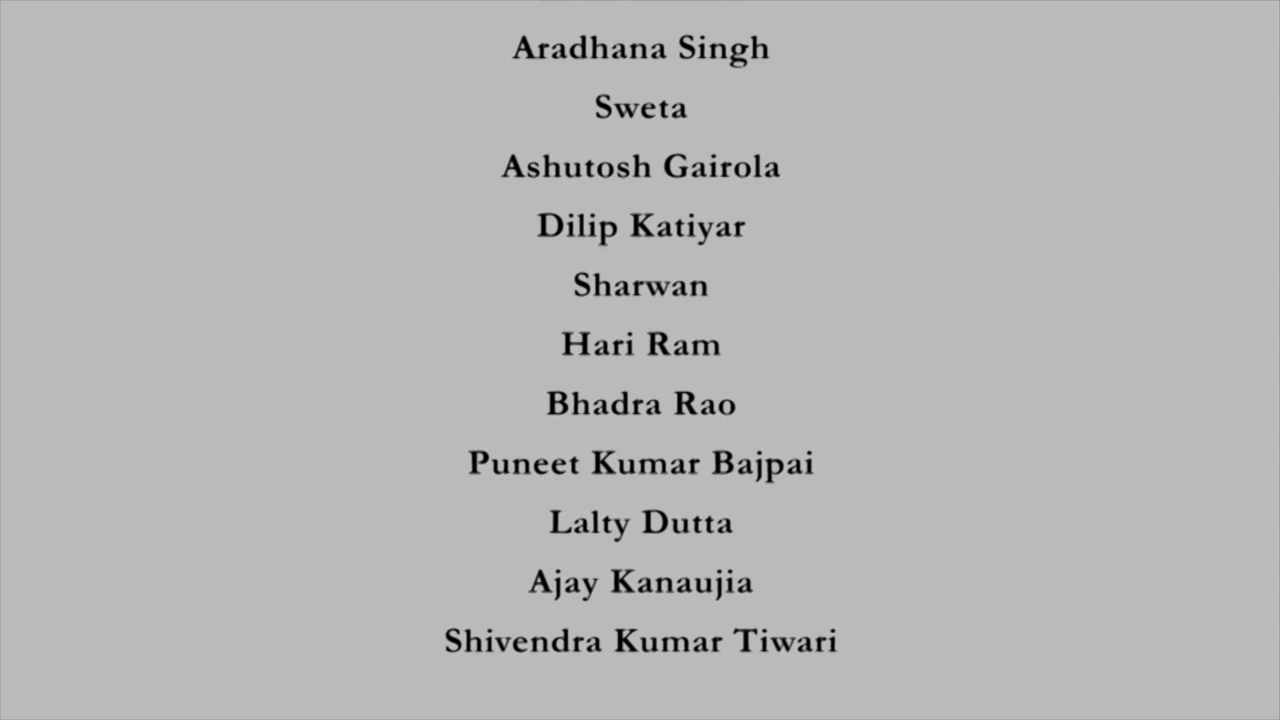 Aradhana Singh
Sweta
Ashutosh Gairola
Dilip Katiyar
Sharwan
Hari Ram
Bhadra Rao
Puneet Kumar Bajpai
Lalty Dutta
Ajay Kanaujia
Shivendra Kumar Tiwari